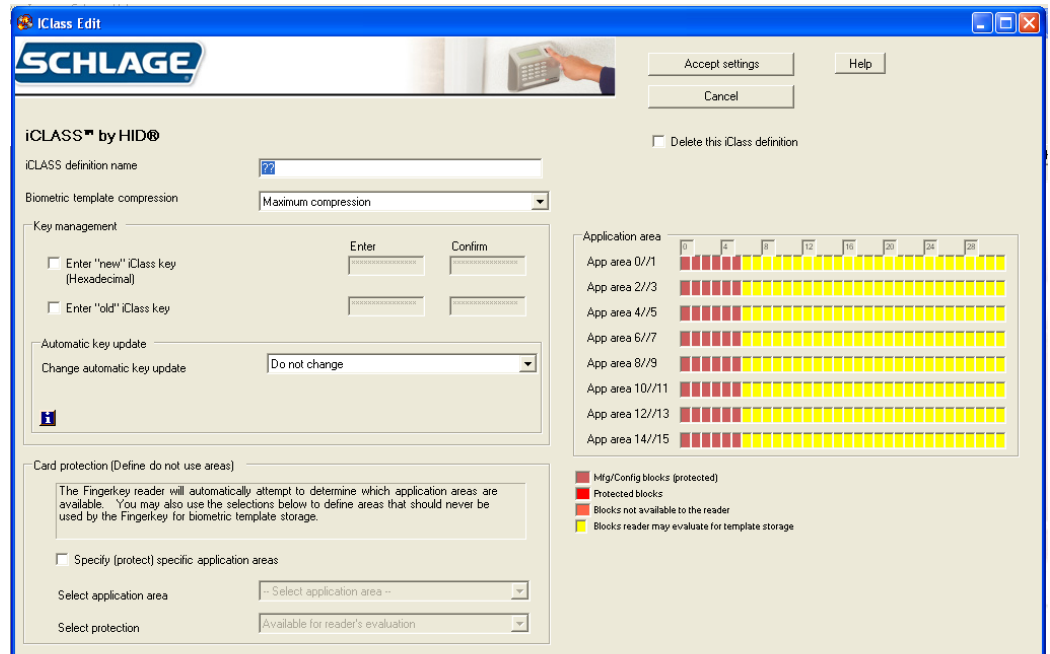 IClass Edit
SCHLAGE
Accept settings
Help
Cancel
iCLASS™ by HID®
Delete this iClass definition
iCLASS definition name
??
Biometric template compression
Maximum compression
Key management
Enter
Confirm
Enter "new" iClass key
(Hexadecimal)
Enter "old" iClass key
Automatic key update
Change automatic key update
Do not change
Application area
0 4 8 12 16 20 24 28
App area 0//1
App area 2//3
App area 4//5
App area 6//7
App area 8//9
App area 10//11
App area 12//13
App area 14//15
Mfg/Config blocks (protected)
Protected blocks
Blocks not available to the reader
Blocks reader may evaluate for template storage
Card protection (Define do not use areas)
The Fingerkey reader will automatically attempt to determine which application areas are
available. You may also use the selections below to define areas that should never be
used by the Fingerkey for biometric template storage.
Specify (protect) specific application areas
Select application area
-- Select application area --
Select protection
Available for reader's evaluation